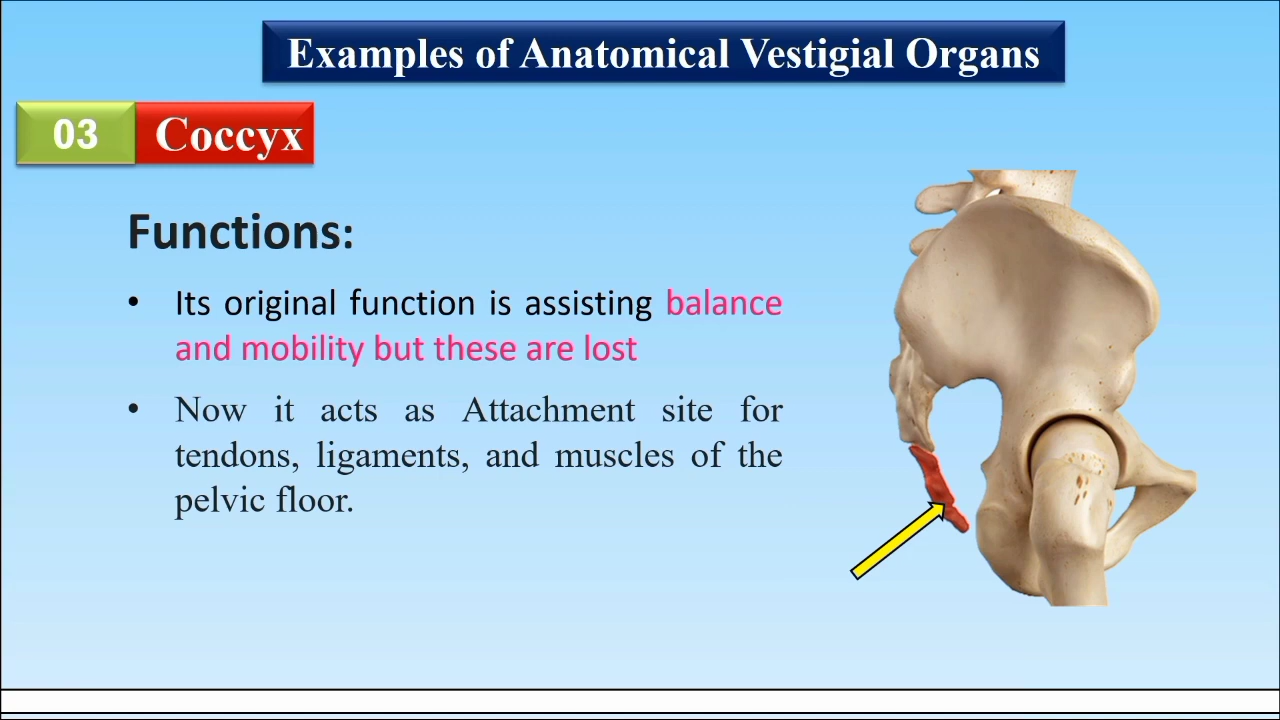 Examples of Anatomical Vestigial Organs
03 Coccyx
Functions:
• Its original function is assisting balance
and mobility but these are lost
• Now it acts as Attachment site for
tendons, ligaments, and muscles of the
pelvic floor.